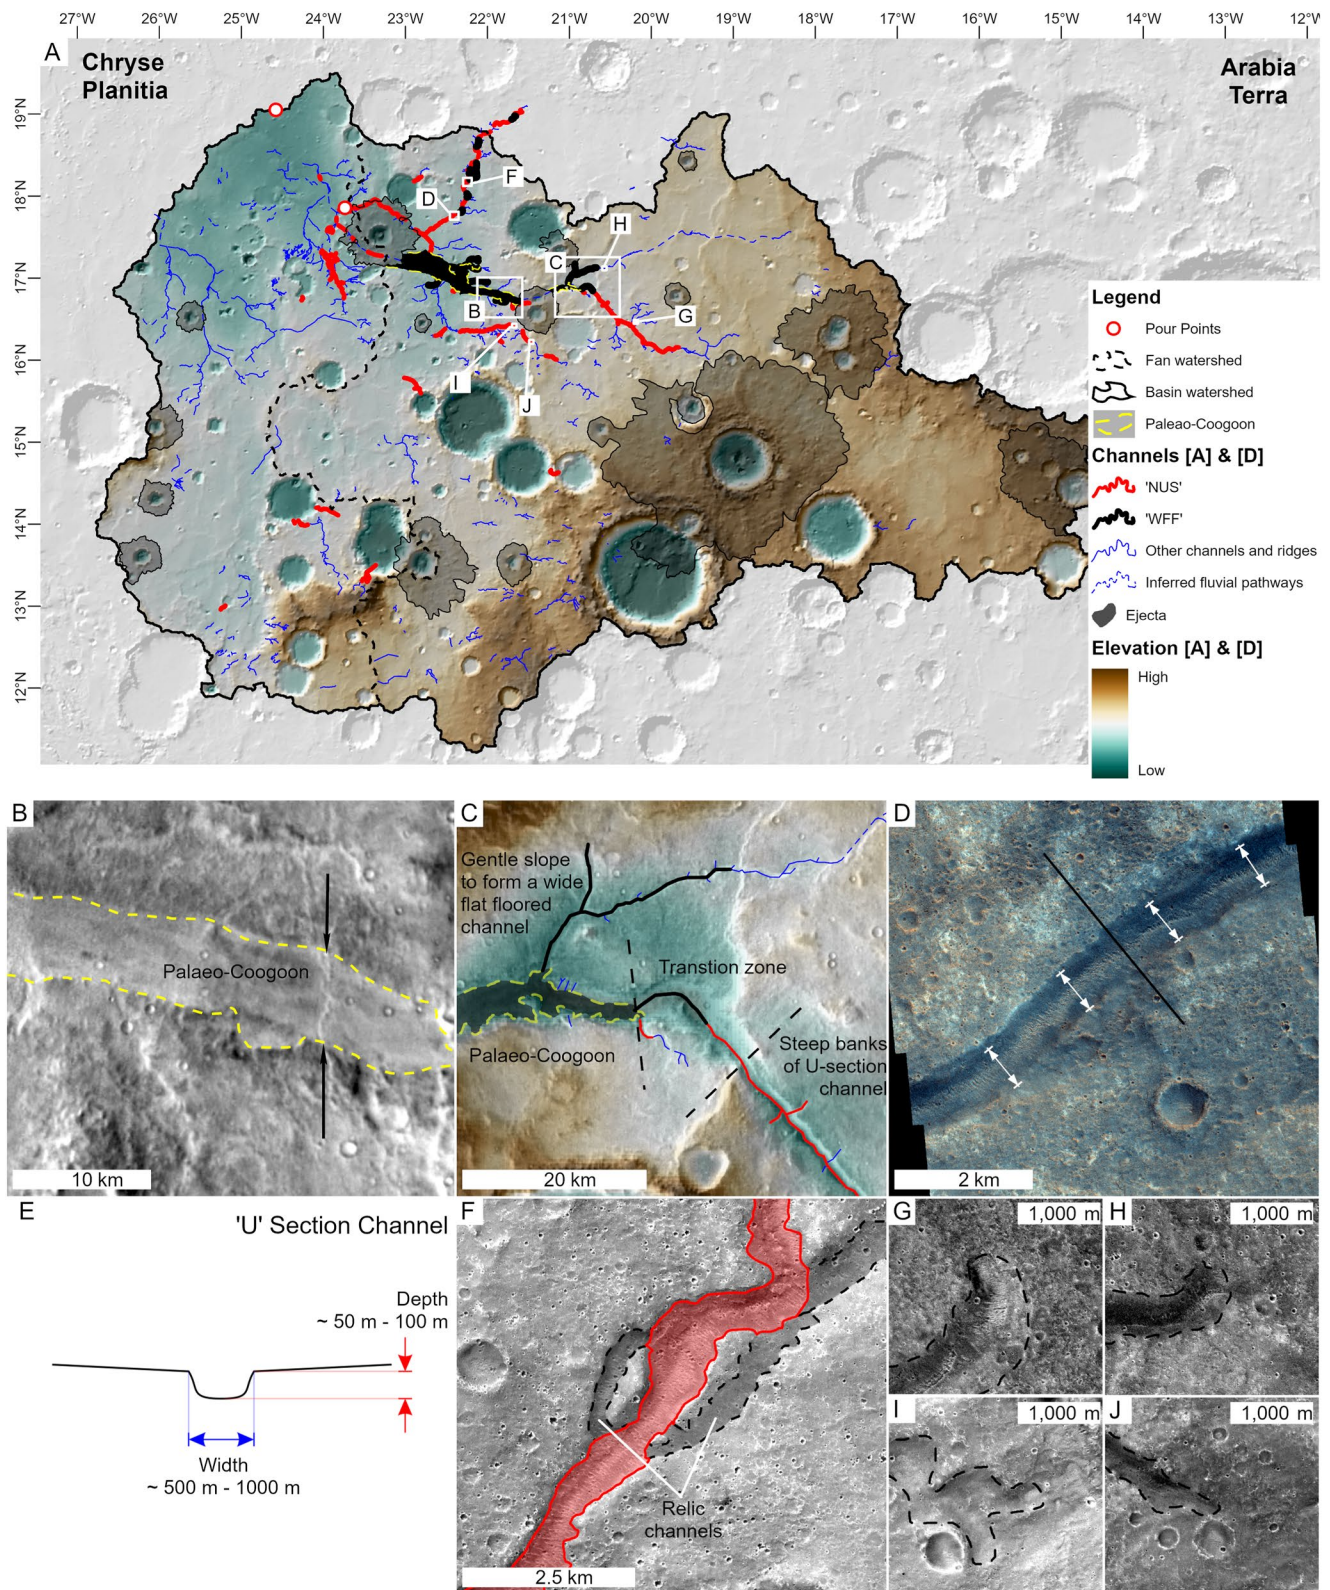 27°W 26°W 25°W 24°W 23°W 22°W 21°W 20°W 19°W 18°W 17°W 16°W 15°W 14°W 13°W 12°W
A
Chryse
Planitia
Arabia
Terra
19°N
18°N
17°N
16°N
15°N
14°N
13°N
12°N
F
D
H
C
B
G
I
J
Legend
Pour Points
Fan watershed
Basin watershed
Paleao-Coogoon
Channels [A] & [D]
'NUS'
'WFF'
Other channels and ridges
Inferred fluvial pathways
Ejecta
Elevation [A] & [D]
High
Low
B
Palaeo-Coogoon
10 km
C
Gentle slope
to form a wide
flat floored
channel
Transtion zone
Palaeo-Coogoon
Steep banks
of U-section
channel
20 km
D
2 km
E
'U' Section Channel
Depth
~ 50 m - 100 m
Width
~ 500 m - 1000 m
F
Relic
channels
2.5 km
G
1,000 m
H
1,000 m
I
1,000 m
J
1,000 m